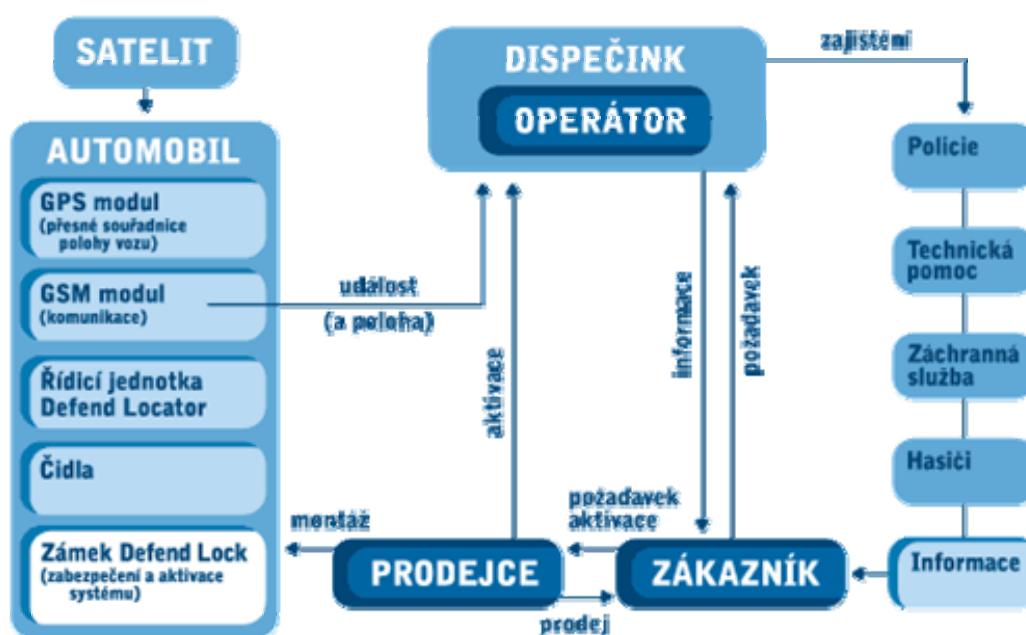 SATELIT
AUTOMOBIL
GPS modul
(přesné souřadnice
polohy vozu)
GSM modul
(komunikace)
Řídicí jednotka
Defend Locator
Čidla
Zámek Defend Lock
(zabezpečení a aktivace
systému)
událost
(a poloha)
DISPEČINK
OPERÁTOR
zajištění
aktivace
informace
požadavek
montáž
požadavek
aktivace
PRODEJCE
prodej
ZÁKAZNÍK
Policie
Technická
pomoc
Záchranná
služba
Hasiči
Informace